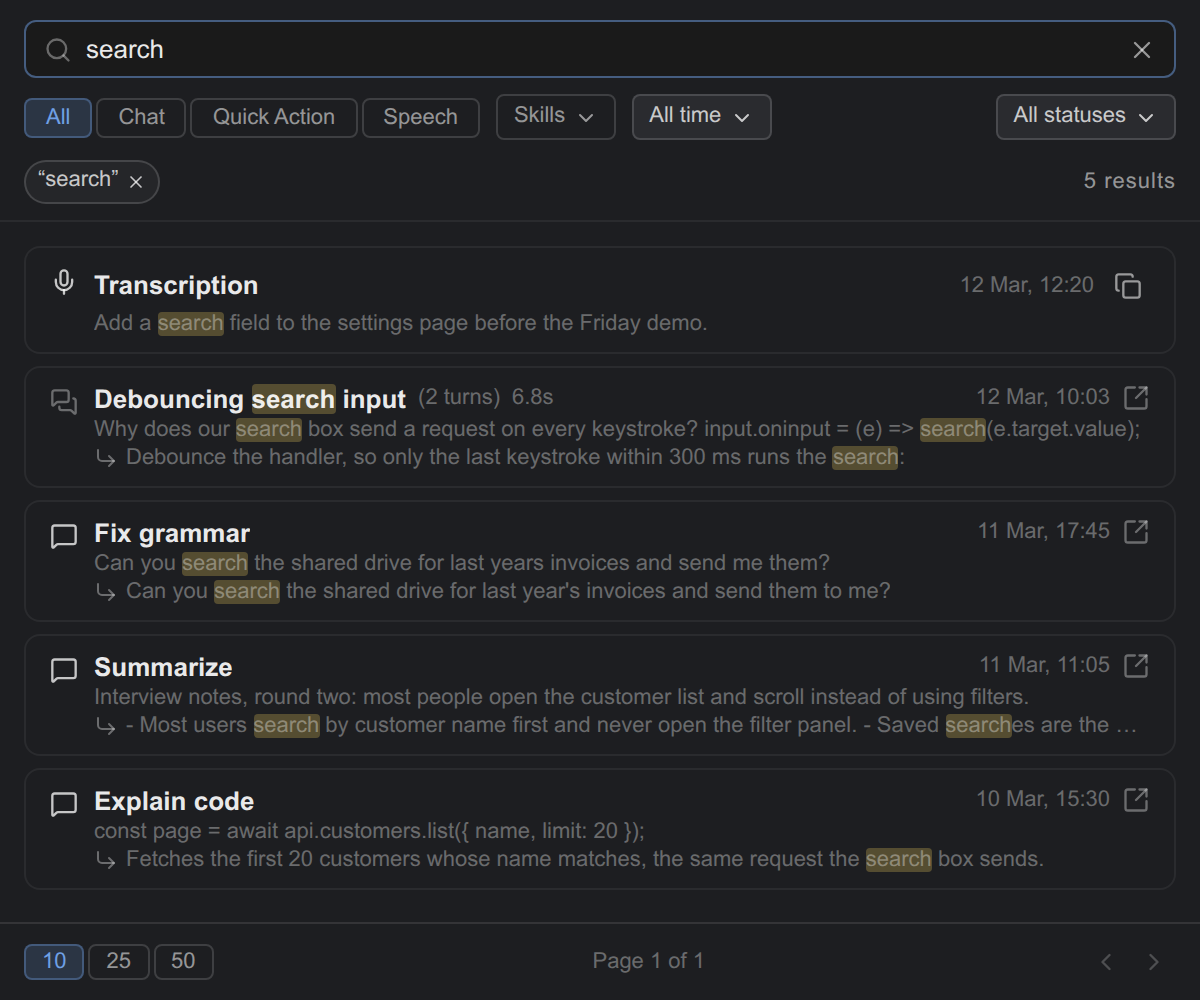 search
All Chat Quick Action Speech Skills All time All statuses
“search” 5 results
Transcription 12 Mar, 12:20
Add a search field to the settings page before the Friday demo.
Debouncing search input (2 turns) 6.8s 12 Mar, 10:03
Why does our search box send a request on every keystroke? input.oninput = (e) => search(e.target.value);
Debounce the handler, so only the last keystroke within 300 ms runs the search:
Fix grammar 11 Mar, 17:45
Can you search the shared drive for last years invoices and send me them?
Can you search the shared drive for last year's invoices and send them to me?
Summarize 11 Mar, 11:05
Interview notes, round two: most people open the customer list and scroll instead of using filters.
- Most users search by customer name first and never open the filter panel. - Saved searches are the …
Explain code 10 Mar, 15:30
const page = await api.customers.list({ name, limit: 20 });
Fetches the first 20 customers whose name matches, the same request the search box sends.
10 25 50 Page 1 of 1